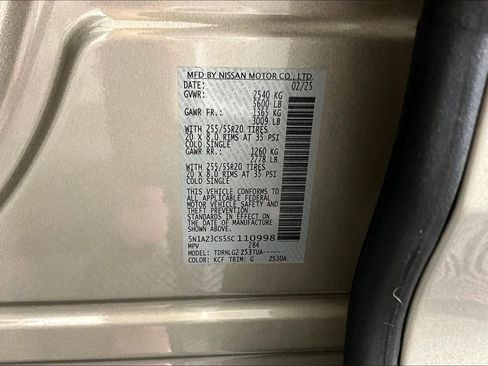 MFD BY NISSAN MOTOR CO., LTD.
DATE: 02/25
GVWR: 2540 KG
5600 LB
GAWR FR.: 1365 KG
3009 LB
WITH 255/55R20 TIRES
20 X 8.0 RIMS AT 35 PSI
COLD SINGLE
GAWR RR.: 1260 KG
2778 LB
WITH 255/55R20 TIRES
20 X 8.0 RIMS AT 35 PSI
COLD SINGLE
THIS VEHICLE CONFORMS TO
ALL APPLICABLE FEDERAL
MOTOR VEHICLE SAFETY AND
THEFT PREVENTION
STANDARDS IN EFFECT ON
THE DATE OF MANUFACTURE
SHOWN ABOVE.
5N1AZ3CS5SC110998
MPV 284
MODEL: TDRNLG2 Z53TUA-----
COLOR: KCF TRIM: G ZS30A